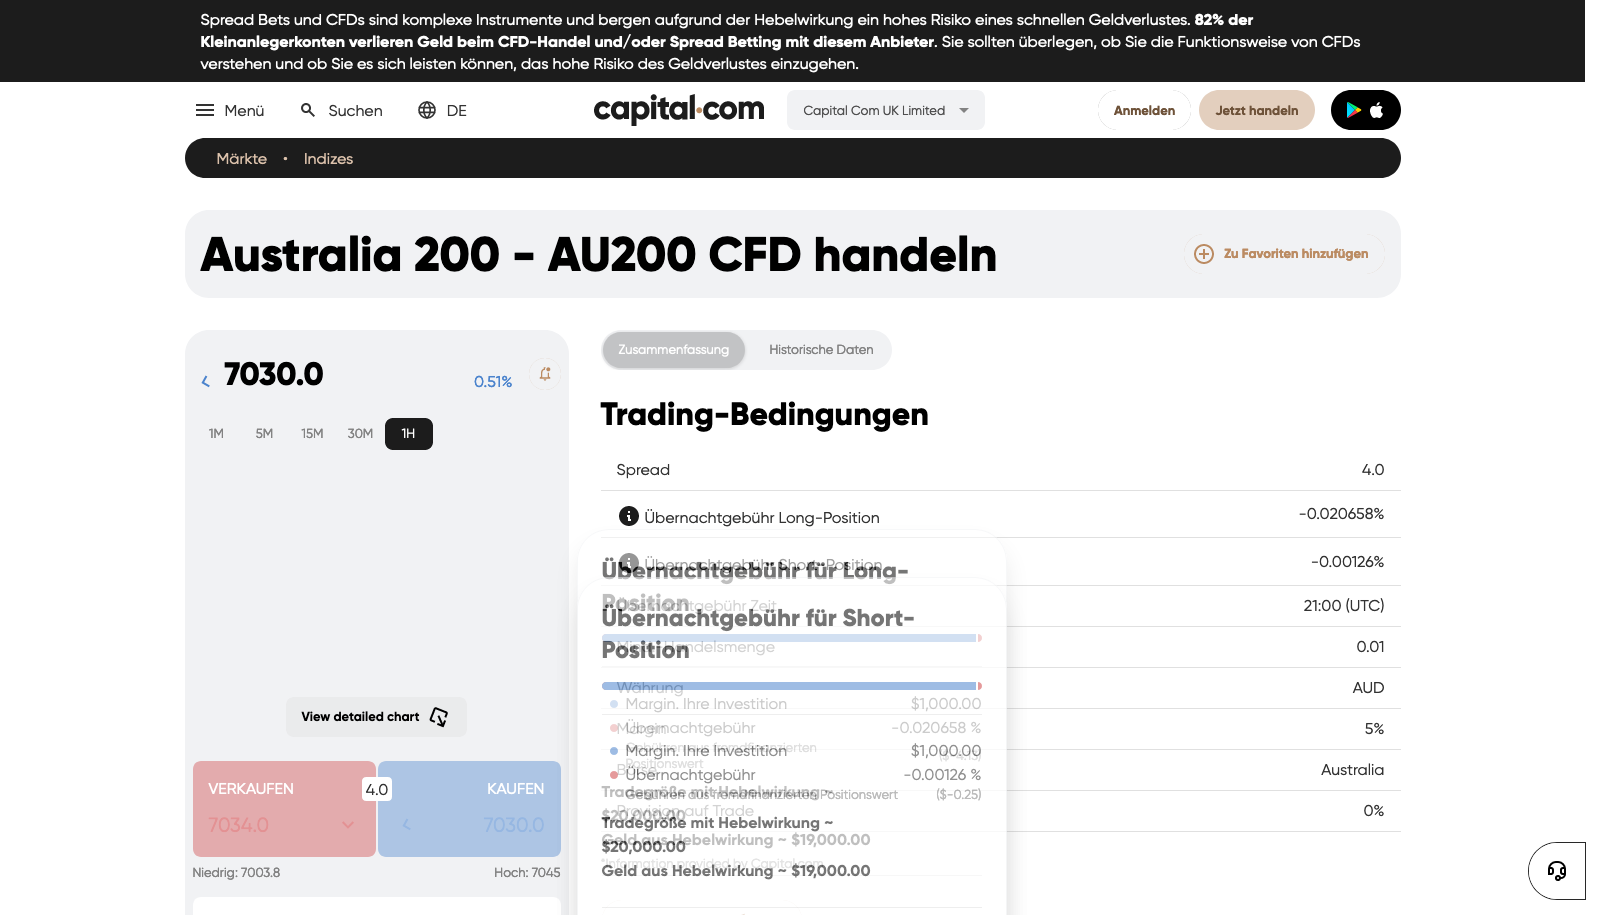 Spread Bets und CFDs sind komplexe Instrumente und bergen aufgrund der Hebelwirkung ein hohes Risiko eines schnellen Geldverlustes. 82% der
Kleinanlegerkonten verlieren Geld beim CFD-Handel und/oder Spread Betting mit diesem Anbieter. Sie sollten überlegen, ob Sie die Funktionsweise von CFDs
verstehen und ob Sie es sich leisten können, das hohe Risiko des Geldverlustes einzugehen.
Menü Suchen DE capital.com Capital Com UK Limited Anmelden Jetzt handeln
Märkte • Indizes
Australia 200 - AU200 CFD handeln
Zu Favoriten hinzufügen
7030.0
0.51%
1M 5M 15M 30M 1H
View detailed chart
VERKAUFEN 4.0 KAUFEN
7034.0 7030.0
Niedrig: 7003.8 Hoch: 7045
Zusammenfassung Historische Daten
Trading-Bedingungen
Spread 4.0
Übernachtgebühr Long-Position -0.020658%
Übernachtgebühr Short-Position -0.00126%
Übernachtgebühr Zeit 21:00 (UTC)
Handelsmenge 0.01
Währung AUD
Margin 5%
Börse Australia
Provision auf Trade 0%
*Information provided by Capital.com
Übernachtgebühr für Long-
Position
Margin. Ihre Investition $1,000.00
Übernachtgebühr -0.020658 %
Gebühren aus fremdfinanzierten
Positionswert
Tradegröße mit Hebelwirkung ~
$20,000.00
Geld aus Hebelwirkung ~ $19,000.00
Übernachtgebühr für Short-
Position
Margin. Ihre Investition $1,000.00
Übernachtgebühr -0.00126 %
Gebühren aus fremdfinanzierten Positionswert ($-0.25)
Tradegröße mit Hebelwirkung ~
$20,000.00
Geld aus Hebelwirkung ~ $19,000.00